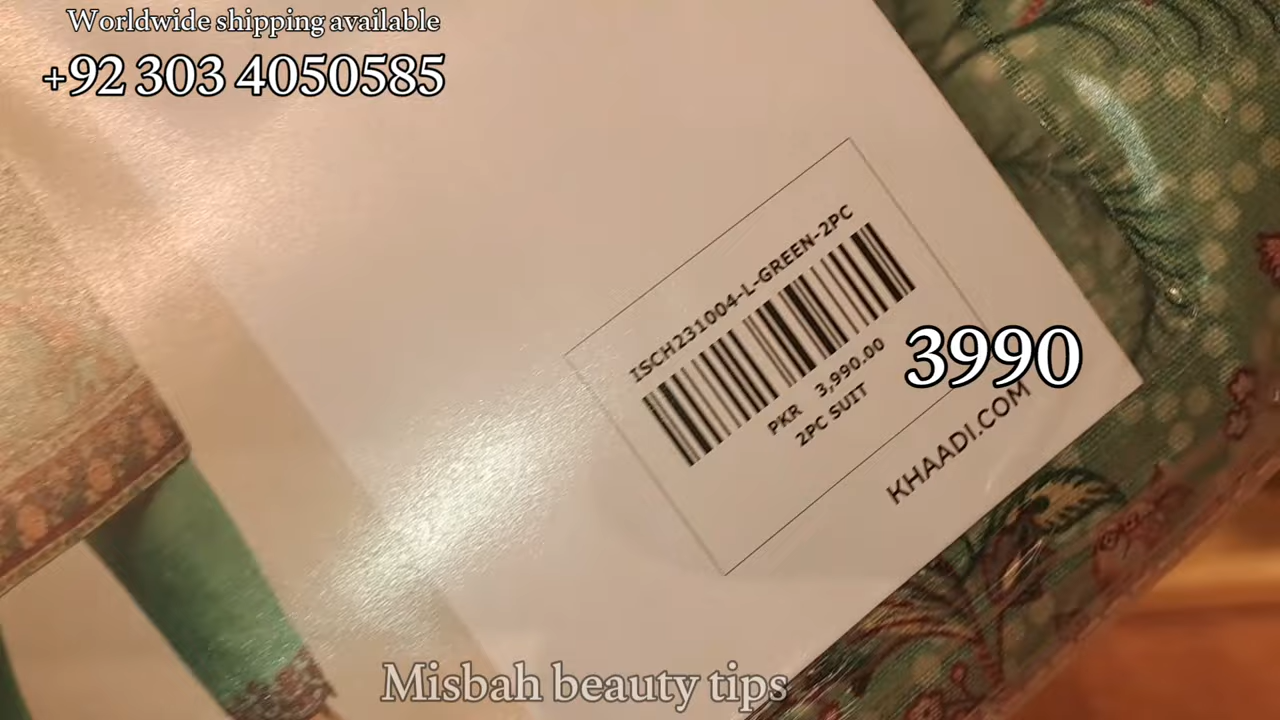 Worldwide shipping available
+92 303 4050585
ISCH231004-L-GREEN-2PC
PKR 3,990.00
2PC SUIT
3990
KHAADI.COM
Misbah beauty tips